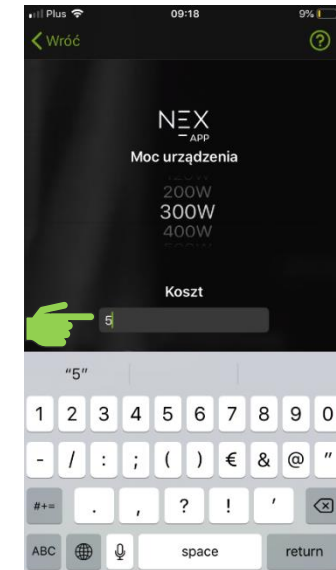 Plus 09:18 9%
Wróć ?
NEX
APP
Moc urządzenia
200W
300W
400W
Koszt
5
"5"
1 2 3 4 5 6 7 8 9 0
- / : ; ( ) € & @ "
#+= . , ? ! '
ABC space return